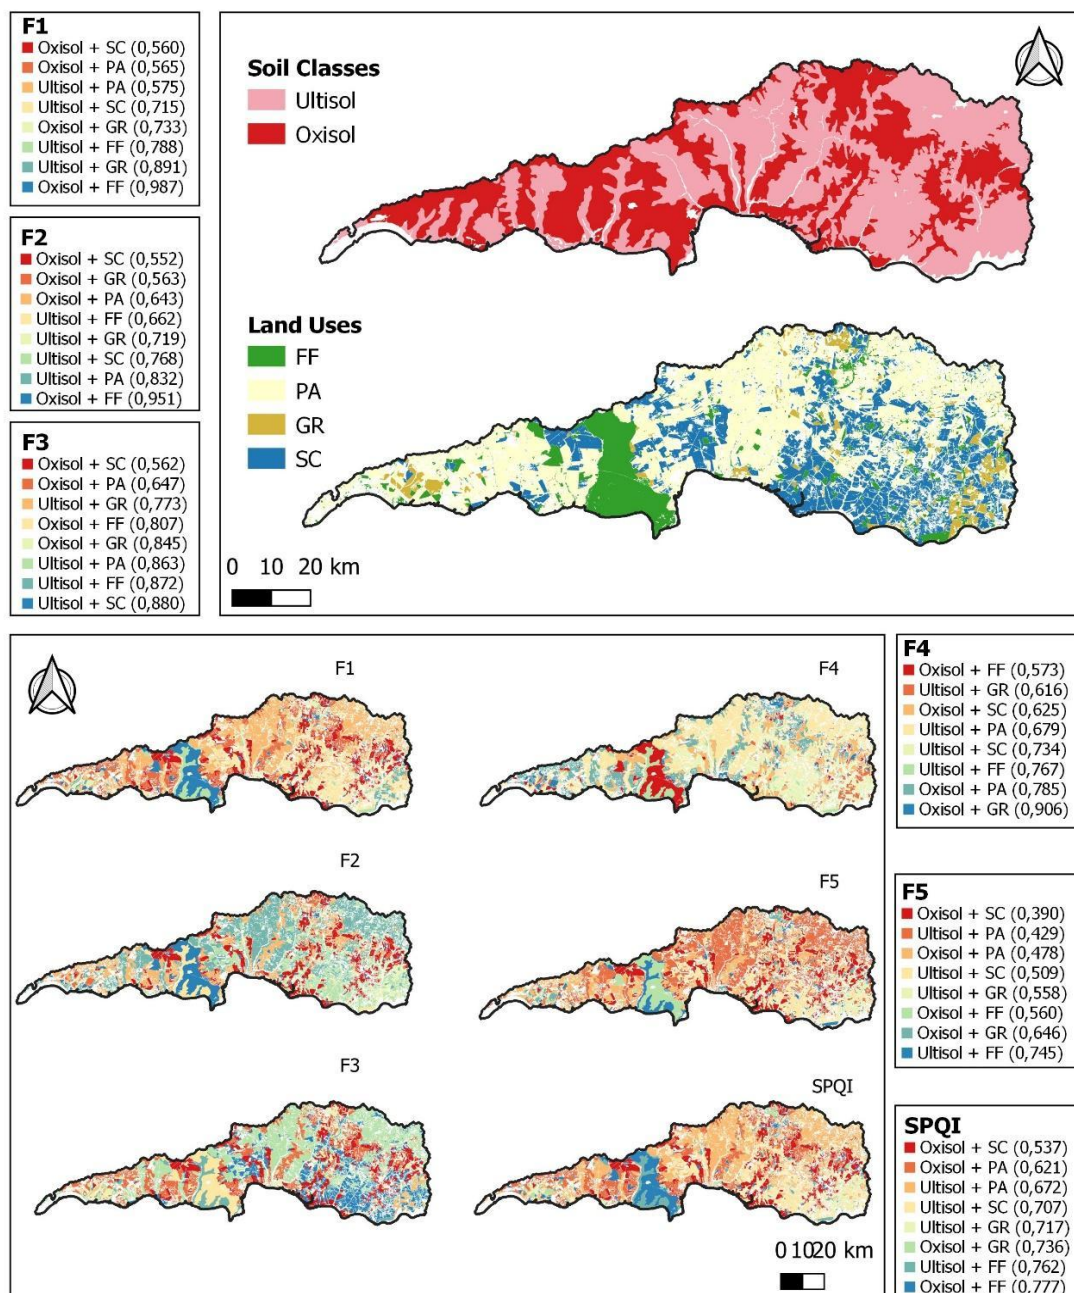 F1
Oxisol + SC (0,560)
Oxisol + PA (0,565)
Ultisol + PA (0,575)
Ultisol + SC (0,715)
Oxisol + GR (0,733)
Ultisol + FF (0,788)
Ultisol + GR (0,891)
Oxisol + FF (0,987)
F2
Oxisol + SC (0,552)
Oxisol + GR (0,563)
Oxisol + PA (0,643)
Ultisol + FF (0,662)
Ultisol + GR (0,719)
Ultisol + SC (0,768)
Ultisol + PA (0,832)
Oxisol + FF (0,951)
F3
Oxisol + SC (0,562)
Oxisol + PA (0,647)
Ultisol + GR (0,773)
Oxisol + FF (0,807)
Oxisol + GR (0,845)
Ultisol + PA (0,863)
Ultisol + FF (0,872)
Ultisol + SC (0,880)
Soil Classes
Ultisol
Oxisol
Land Uses
FF
PA
GR
SC
0 10 20 km
F1
F4
F2
F5
F3
SPQI
0 1020 km
F4
Oxisol + FF (0,573)
Ultisol + GR (0,616)
Oxisol + SC (0,625)
Ultisol + PA (0,679)
Ultisol + SC (0,734)
Ultisol + FF (0,767)
Oxisol + PA (0,785)
Oxisol + GR (0,906)
F5
Oxisol + SC (0,390)
Ultisol + PA (0,429)
Oxisol + PA (0,478)
Ultisol + SC (0,509)
Ultisol + GR (0,558)
Oxisol + FF (0,560)
Oxisol + GR (0,646)
Ultisol + FF (0,745)
SPQI
Oxisol + SC (0,537)
Oxisol + PA (0,621)
Ultisol + PA (0,672)
Ultisol + SC (0,707)
Ultisol + GR (0,717)
Oxisol + GR (0,736)
Ultisol + FF (0,762)
Oxisol + FF (0,777)